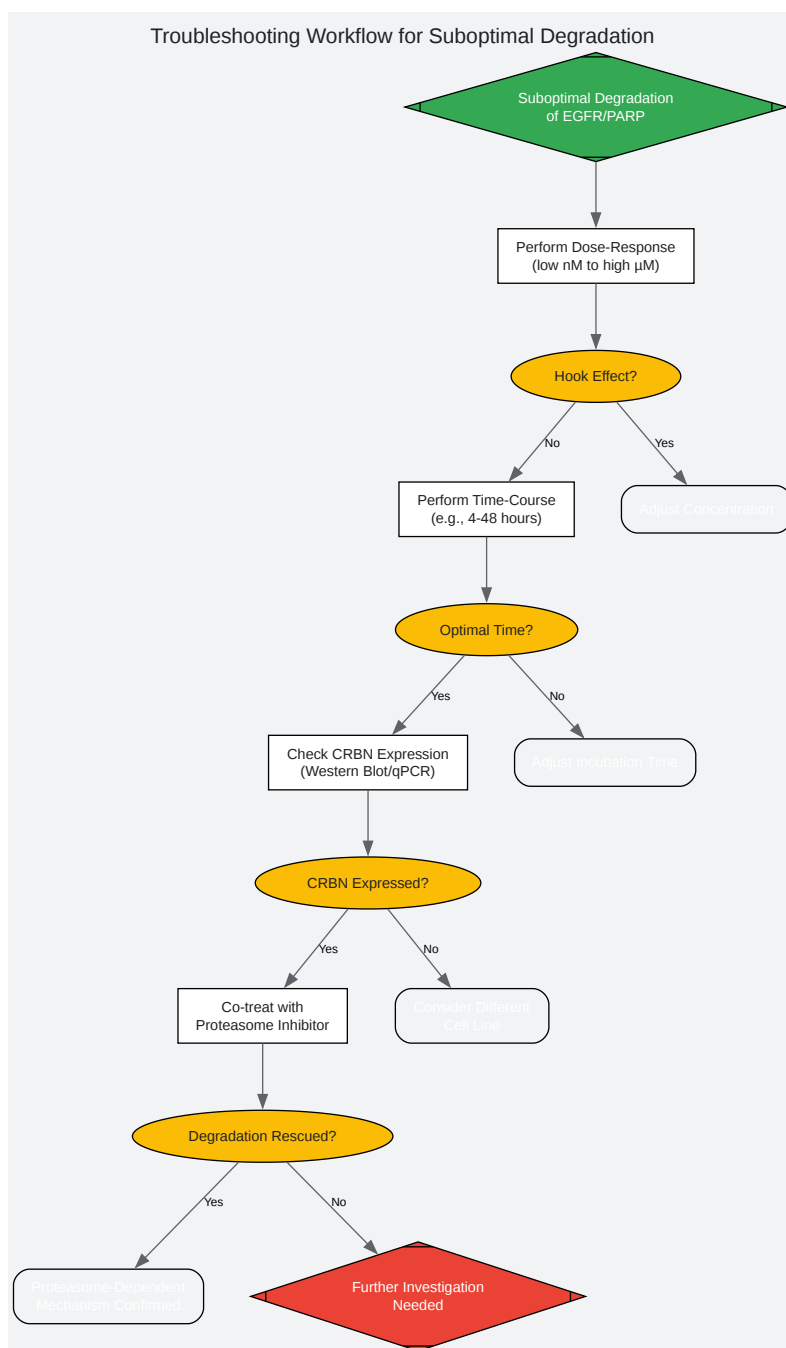 Troubleshooting Workflow for Suboptimal Degradation
Suboptimal Degradation
of EGFR/PARP
Perform Dose-Response
(low nM to high µM)
Hook Effect?
No
Yes
Perform Time-Course
(e.g., 4-48 hours)
Adjust Concentration
Optimal Time?
Yes
No
Check CRBN Expression
(Western Blot/qPCR)
Adjust Incubation Time
CRBN Expressed?
Yes
No
Co-treat with
Proteasome Inhibitor
Consider Different
Cell Line
Degradation Rescued?
Yes
No
Proteasome-Dependent
Mechanism Confirmed
Further Investigation
Needed